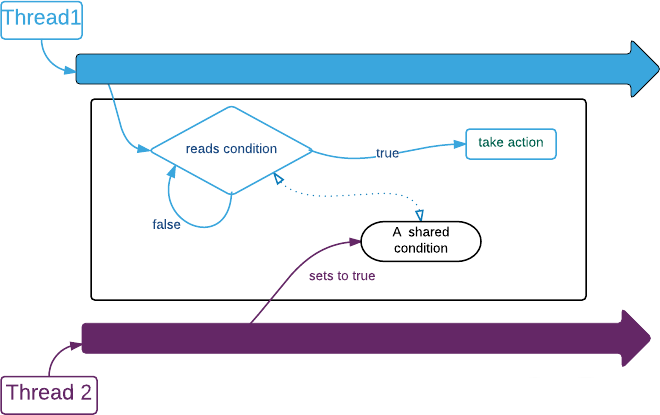 Thread1
reads condition
true
take action
false
A shared
condition
sets to true
Thread 2